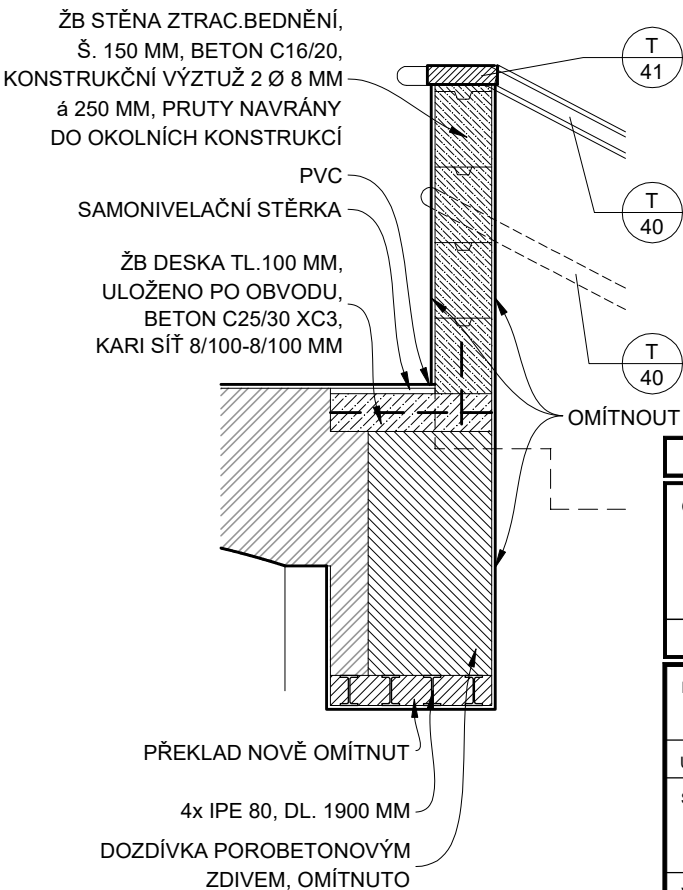 ŽB STĚNA ZTRAC.BEDNĚNÍ,
Š. 150 MM, BETON C16/20,
KONSTRUKČNÍ VÝZTUŽ 2 Ø 8 MM
á 250 MM, PRUTY NAVRÁNY
DO OKOLNÍCH KONSTRUKCÍ
PVC
SAMONIVELAČNÍ STĚRKA
ŽB DESKA TL.100 MM,
ULOŽENO PO OBVODU,
BETON C25/30 XC3,
KARI SÍŤ 8/100-8/100 MM
T
41
T
40
T
40
OMÍTNOUT
PŘEKLAD NOVĚ OMÍTNUT
4x IPE 80, DL. 1900 MM
DOZDÍVKA POROBETONOVÝM
ZDIVEM, OMÍTNUTO